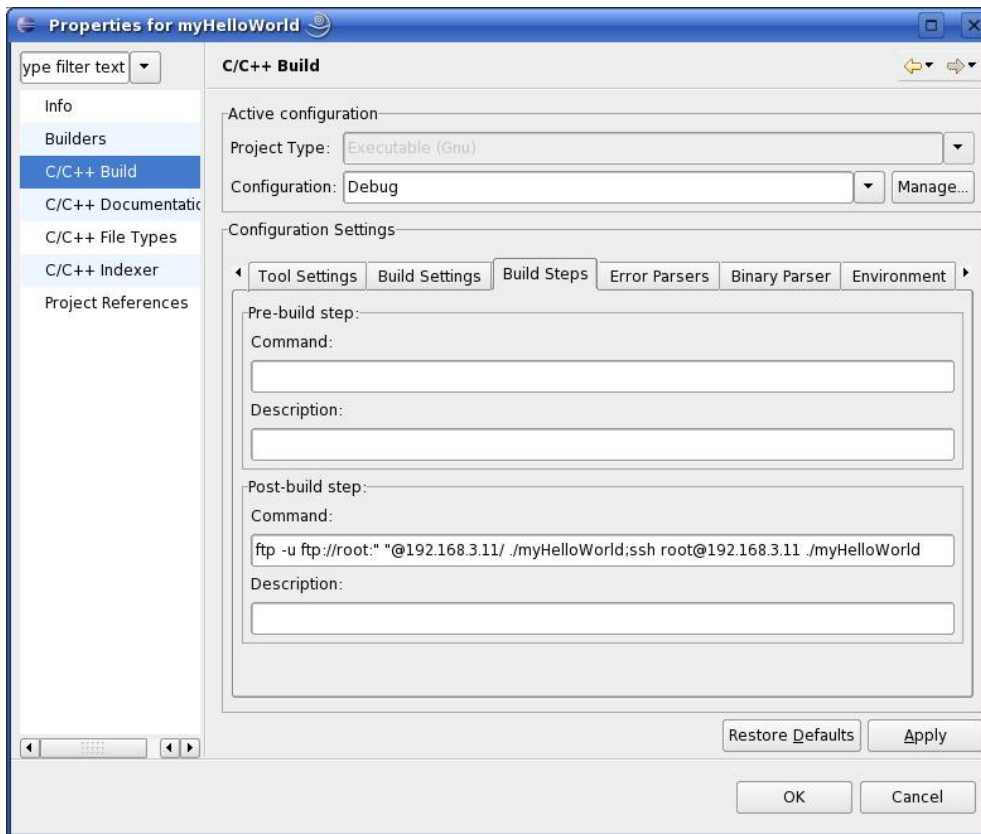 Properties for myHelloWorld
ype filter text
Info
Builders
C/C++ Build
C/C++ Documentatic
C/C++ File Types
C/C++ Indexer
Project References
C/C++ Build
Active configuration
Project Type: Executable (Gnu)
Configuration: Debug Manage...
Configuration Settings
Tool Settings Build Settings Build Steps Error Parsers Binary Parser Environment
Pre-build step:
Command:
Description:
Post-build step:
Command:
ftp -u ftp://root:" "@192.168.3.11/ ./myHelloWorld;ssh root@192.168.3.11 ./myHelloWorld
Description:
Restore Defaults Apply
OK Cancel